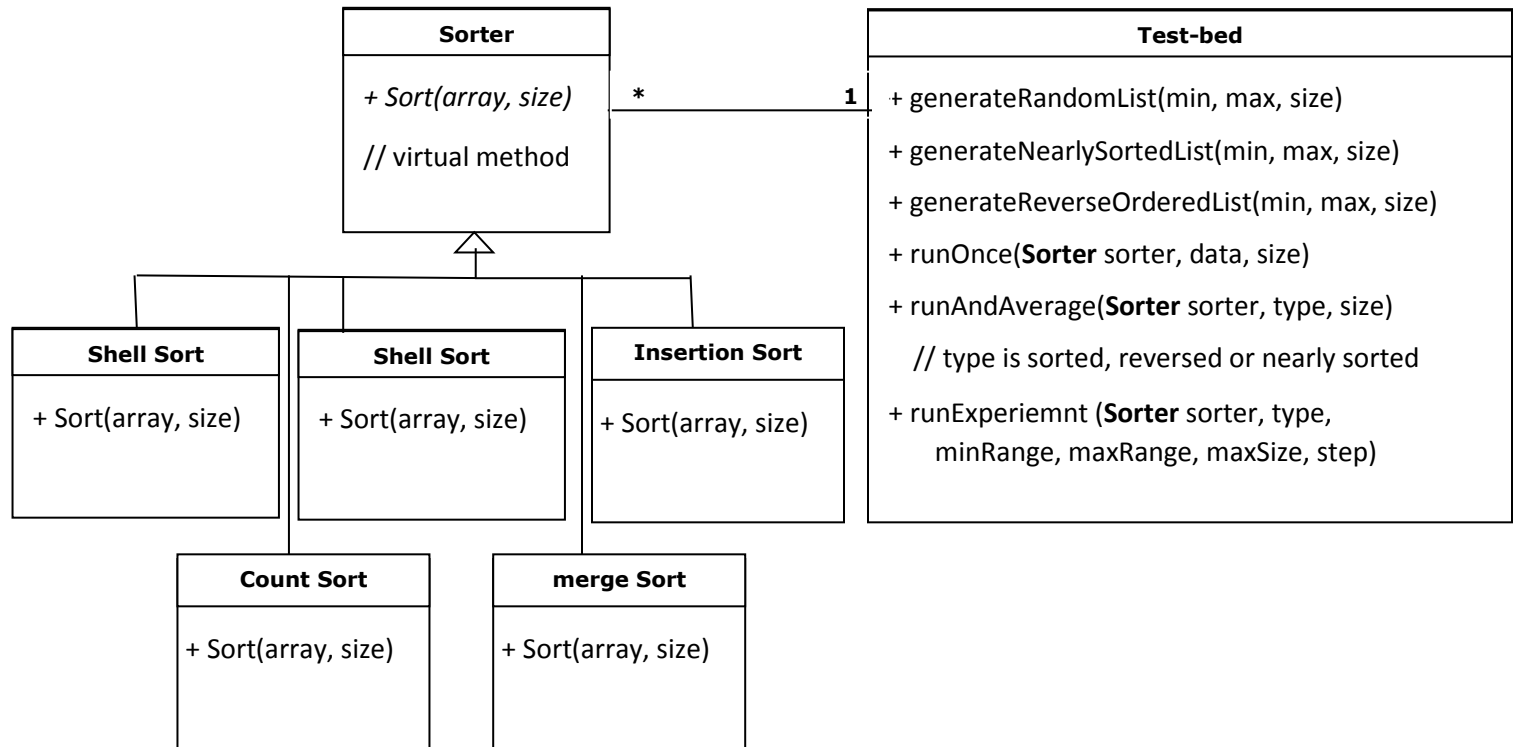 Sorter
+ Sort(array, size)
// virtual method
*
1
Test-bed
+ generateRandomList(min, max, size)
+ generateNearlySortedList(min, max, size)
+ generateReverseOrderedList(min, max, size)
+ runOnce(Sorter sorter, data, size)
+ runAndAverage(Sorter sorter, type, size)
// type is sorted, reversed or nearly sorted
+ runExperiemnt (Sorter sorter, type,
minRange, maxRange, maxSize, step)
Shell Sort
+ Sort(array, size)
Shell Sort
+ Sort(array, size)
Insertion Sort
+ Sort(array, size)
Count Sort
+ Sort(array, size)
merge Sort
+ Sort(array, size)